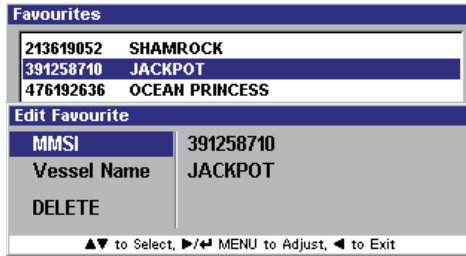 Favourites
213619052 SHAMROCK
391258710 JACKPOT
476192636 OCEAN PRINCESS
Edit Favourite
MMSI 391258710
Vessel Name JACKPOT
DELETE
▲▼ to Select, ▶/↵ MENU to Adjust, ◀ to Exit